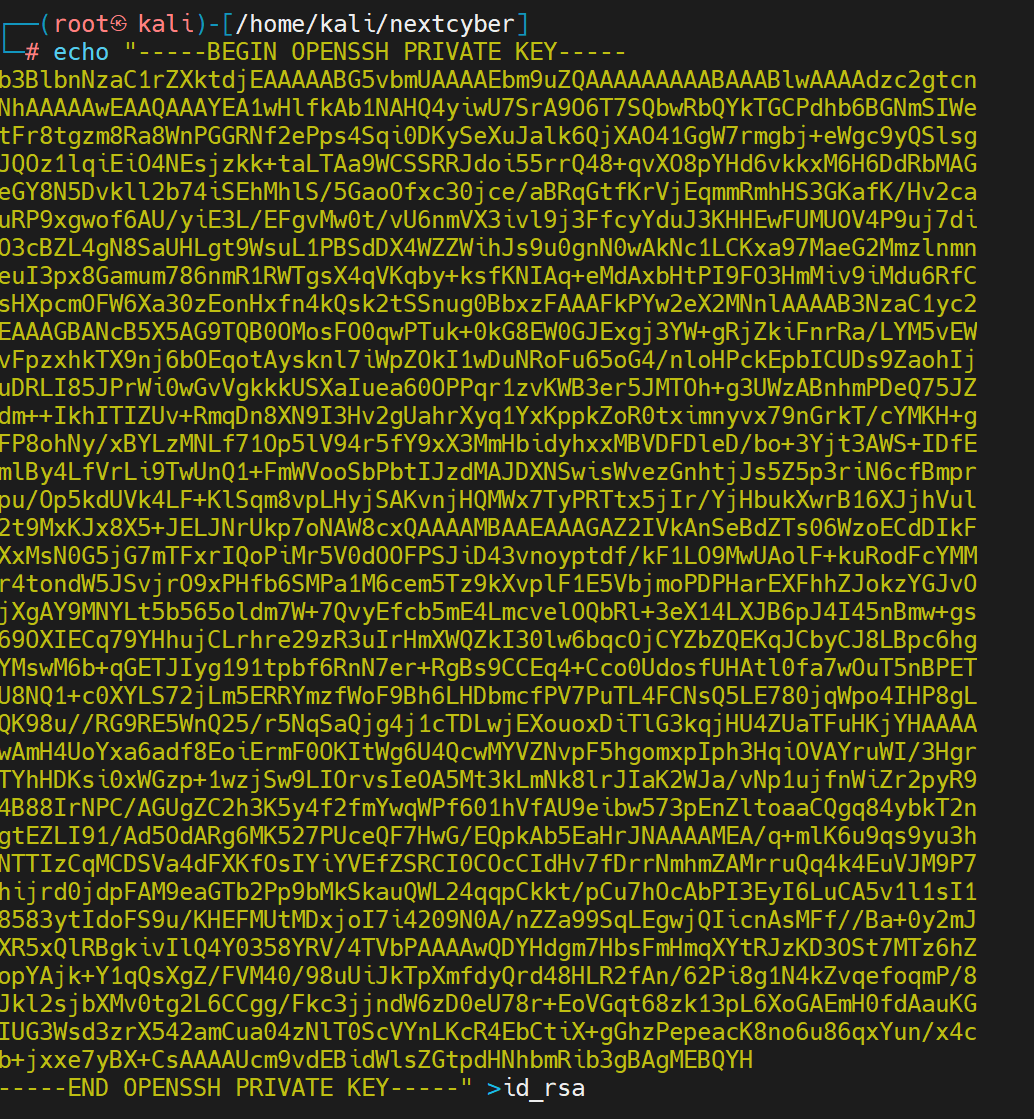 ┌──(root㉿ kali)-[/home/kali/nextcyber]
└─# echo "-----BEGIN OPENSSH PRIVATE KEY-----
b3BlbnNzaC1rZXktdjEAAAAABG5vbmUAAAAEbm9uZQAAAAAAAAABAAABlwAAAAdzc2gtcn
NhAAAAAwEAAQAAAYEA1wHlfkAb1NAHQ4yiwU7SrA9O6T7SQbwRbQYkTGCPdhb6BGNmSIWe
tFr8tgzm8Ra8WnPGGRNf2ePps4Sqi0DKySeXuJalk6QjXAO41GgW7rmgbj+eWgc9yQSlsg
JQOz1lqiEiO4NEsjzkk+taLTAa9WCSSRRJdoi55rrQ48+qvXO8pYHd6vkkxM6H6DdRbMAG
eGY8N5Dvkll2b74iSEhMhlS/5GaoOfxc30jce/aBRqGtfKrVjEqmmRmhHS3GKafK/Hv2ca
uRP9xgwof6AU/yiE3L/EFgvMw0t/vU6nmVX3ivl9j3FfcyYduJ3KHHEwFUMUOV4P9uj7di
O3cBZL4gN8SaUHLgt9WsuL1PBSdDX4WZZWihJs9u0gnN0wAkNc1LCKxa97MaeG2Mmzlnmn
euI3px8Gamum786nmR1RWTgsX4qVKqby+ksfKNIAq+eMdAxbHtPI9FO3HmMiv9iMdu6RfC
sHXpcmOFW6Xa30zEonHxfn4kQsk2tSSnug0BbxzFAAAFkPYw2eX2MNnlAAAAB3NzaC1yc2
EAAAGBANcB5X5AG9TQB0OMosFO0qwPTuk+0kG8EW0GJExgj3YW+gRjZkiFnrRa/LYM5vEW
vFpzxhkTX9nj6bOEqotAysknl7iWpZOkI1wDuNRoFu65oG4/nloHPckEpbICUDs9ZaohIj
uDRLI85JPrWi0wGvVgkkkUSXaIuea60OPPqr1zvKWB3er5JMTOh+g3UWzABnhmPDeQ75JZ
dm++IkhITIZUv+RmqDn8XN9I3Hv2gUahrXyq1YxKppkZoR0tximnyvx79nGrkT/cYMKH+g
FP8ohNy/xBYLzMNLf71Op5lV94r5fY9xX3MmHbidyhxxMBVDFDleD/bo+3Yjt3AWS+IDfE
mlBy4LfVrLi9TwUnQ1+FmWVooSbPbtIJzdMAJDXNSwisWvezGnhtjJs5Z5p3riN6cfBmpr
pu/Op5kdUVk4LF+KlSqm8vpLHyjSAKvnjHQMWx7TyPRTtx5jIr/YjHbukXwrB16XJjhVul
2t9MxKJx8X5+JELJNrUkp7oNAW8cxQAAAAMBAAEAAAGAZ2IVkAnSeBdZTs06WzoECdDIkF
XxMsN0G5jG7mTFxrIQoPiMr5V0dOOFPSJiD43vnoyptdf/kF1LO9MwUAolF+kuRodFcYMM
r4tondW5JSvjrO9xPHfb6SMPa1M6cem5Tz9kXvplF1E5VbjmoPDPHarEXFhhZJokzYGJvO
jXgAY9MNYLt5b565oldm7W+7QvyEfcb5mE4LmcvelOQbRl+3eX14LXJB6pJ4I45nBmw+gs
69OXIECq79YHhujCLrhre29zR3uIrHmXWQZkI30lw6bqcOjCYZbZQEKqJCbyCJ8LBpc6hg
YMswM6b+qGETJIyg191tpbf6RnN7er+RgBs9CCEq4+Cco0UdosfUHAtl0fa7wOuT5nBPET
U8NQ1+c0XYLS72jLm5ERRYmzfWoF9Bh6LHDbmcfPV7PuTL4FCNsQ5LE780jqWpo4IHP8gL
QK98u//RG9RE5WnQ25/r5NqSaQjg4j1cTDLwjEXouoxDiTlG3kqjHU4ZUaTFuHKjYHAAAA
wAmH4UoYxa6adf8EoiErmF0OKItWg6U4QcwMYVZNvpF5hgomxpIph3HqiOVAYruWI/3Hgr
TYhHDKsi0xWGzp+1wzjSw9LIOrvsIeOA5Mt3kLmNk8lrJIaK2WJa/vNp1ujfnWiZr2pyR9
4B88IrNPC/AGUgZC2h3K5y4f2fmYwqWPf601hVfAU9eibw573pEnZltoaaCQgq84ybkT2n
gtEZLI91/Ad5OdARg6MK527PUceQF7HwG/EQpkAb5EaHrJNAAAAMEA/q+mlK6u9qs9yu3h
NTTIzCqMCDSVa4dFXKfOsIYiYVEfZSRCI0COcCIdHv7fDrrNmhmZAMrruQq4k4EuVJM9P7
hijrd0jdpFAM9eaGTb2Pp9bMkSkauQWL24qqpCkkt/pCu7hOcAbPI3EyI6LuCA5v1l1sI1
8583ytIdoFS9u/KHEFMUtMDxjoI7i4209N0A/nZZa99SqLEgwjQIicnAsMFf//Ba+0y2mJ
XR5xQlRBgkivIlQ4Y0358YRV/4TVbPAAAAwQDYHdgm7HbsFmHmqXYtRJzKD3OSt7MTz6hZ
opYAjk+Y1qQsXgZ/FVM40/98uUiJkTpXmfdyQrd48HLR2fAn/62Pi8g1N4kZvqefoqmP/8
Jkl2sjbXMv0tg2L6CCgg/Fkc3jjndW6zD0eU78r+EoVGqt68zk13pL6XoGAEmH0fdAauKG
IUG3Wsd3zrX542amCua04zNlT0ScVYnLKcR4EbCtiX+gGhzPepeacK8no6u86qxYun/x4c
b+jxxe7yBX+CsAAAAUcm9vdEBidWlsZGtpdHNhbmRib3gBAgMEBQYH
-----END OPENSSH PRIVATE KEY-----" >id_rsa